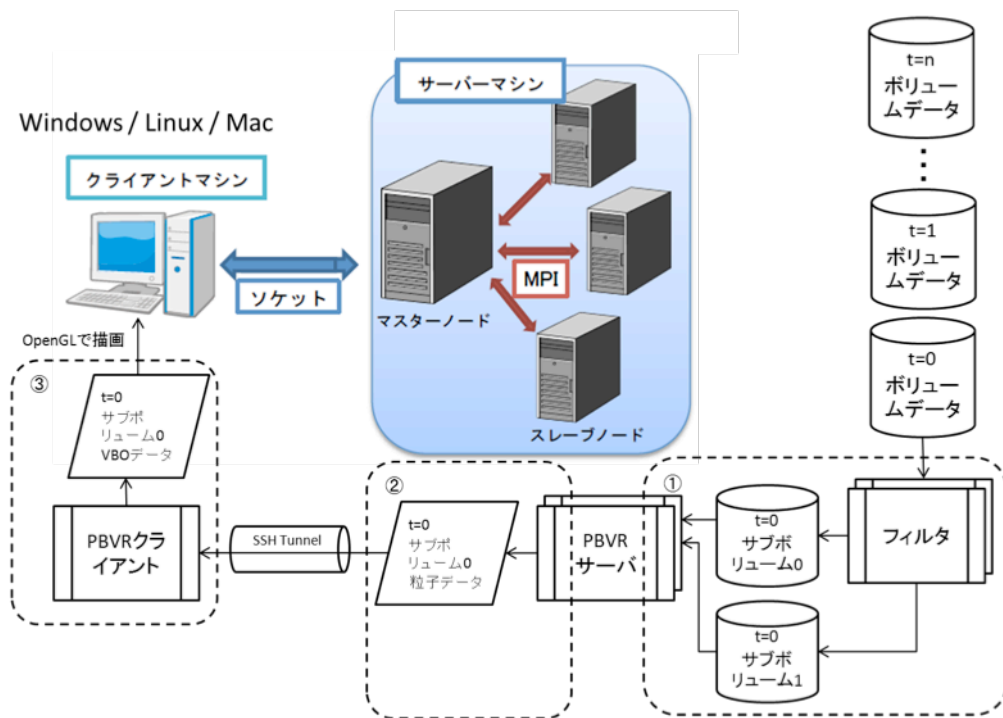 Windows / Linux / Mac
クライアントマシン
ソケット
サーバーマシン
マスターノード
MPI
スレーブノード
t=n
ボリュー
ムデータ
t=1
ボリュー
ムデータ
t=0
ボリュー
ムデータ
OpenGLで描画
③
t=0
サブボ
リューム0
VBOデータ
PBVRクラ
イアント
SSH Tunnel
②
t=0
サブボ
リューム0
粒子データ
PBVR
サーバ
①
t=0
サブボ
リューム0
フィルタ
t=0
サブボ
リューム1